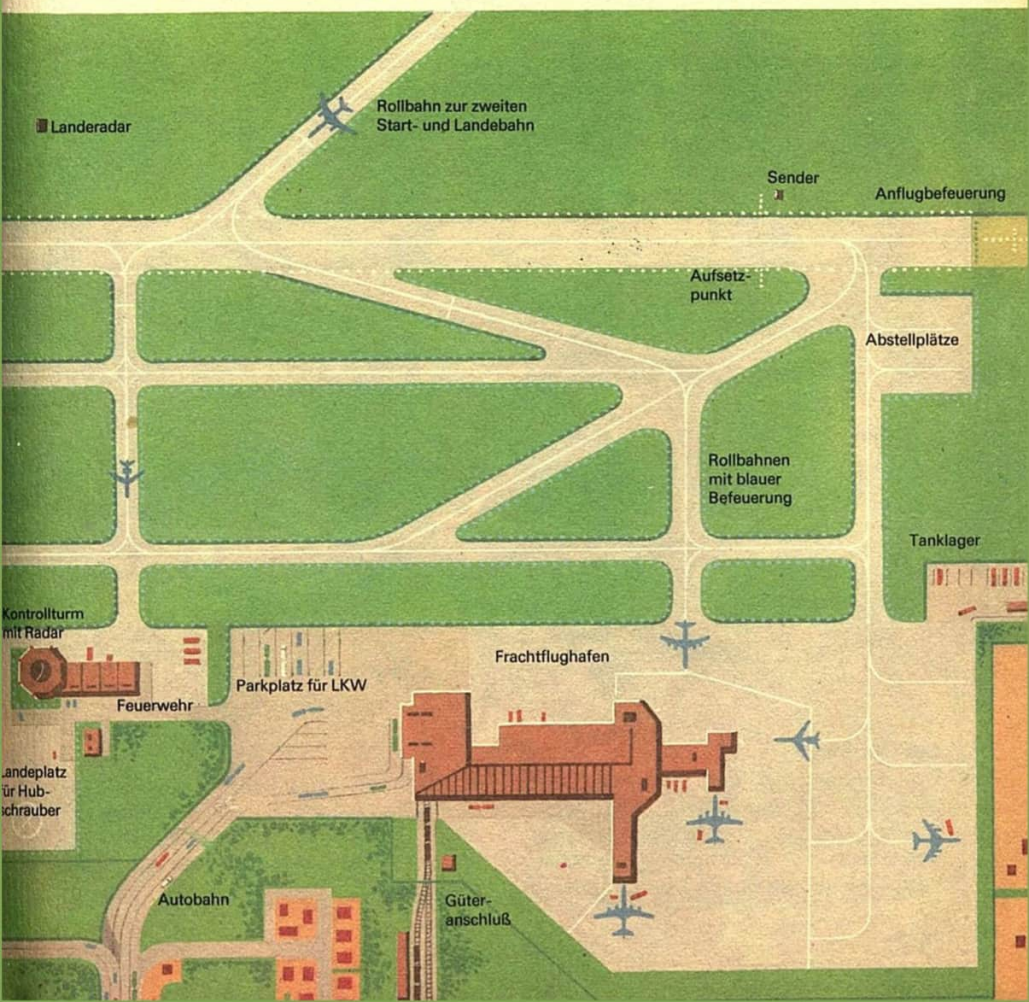 Rollbahn zur zweiten
Start- und Landebahn
Landeradar
Sender
Anflugbefeuerung
Aufsetz-
punkt
Abstellplätze
Rollbahnen
mit blauer
Befeuerung
Tanklager
Kontrollturm
mit Radar
Frachtflughafen
Parkplatz für LKW
Feuerwehr
Landeplatz
für Hub-
schrauber
Autobahn
Güter-
anschluß